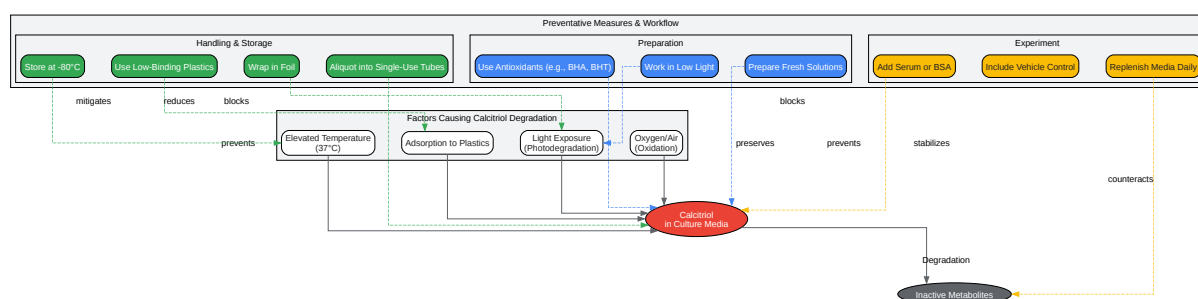 Preventative Measures & Workflow
Handling & Storage
Preparation
Experiment
Store at -80°C
Use Low-Binding Plastics
Wrap in Foil
Aliquot into Single-Use Tubes
Use Antioxidants (e.g., BHA, BHT)
Work in Low Light
Prepare Fresh Solutions
Add Serum or BSA
Include Vehicle Control
Replenish Media Daily
mitigates
reduces
blocks
blocks
Factors Causing Calcitriol Degradation
Elevated Temperature
(37°C)
Adsorption to Plastics
Light Exposure
(Photodegradation)
Oxygen/Air
(Oxidation)
prevents
preserves
prevents
stabilizes
counteracts
Calcitriol
in Culture Media
Degradation
Inactive Metabolites